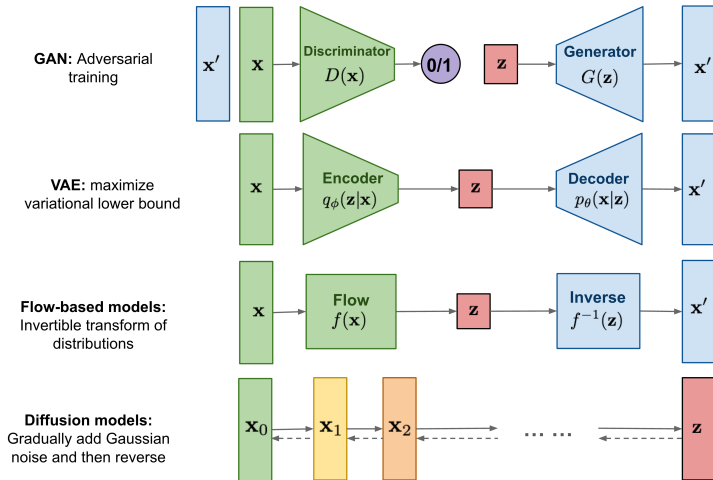 GAN: Adversarial
training
x′
x
Discriminator
D(x)
0/1
z
Generator
G(z)
x′
VAE: maximize
variational lower bound
x
Encoder
qϕ(z|x)
z
Decoder
pθ(x|z)
x′
Flow-based models:
Invertible transform of
distributions
x
Flow
f(x)
z
Inverse
f⁻¹(z)
x′
Diffusion models:
Gradually add Gaussian
noise and then reverse
x₀
x₁
x₂
... ...
z